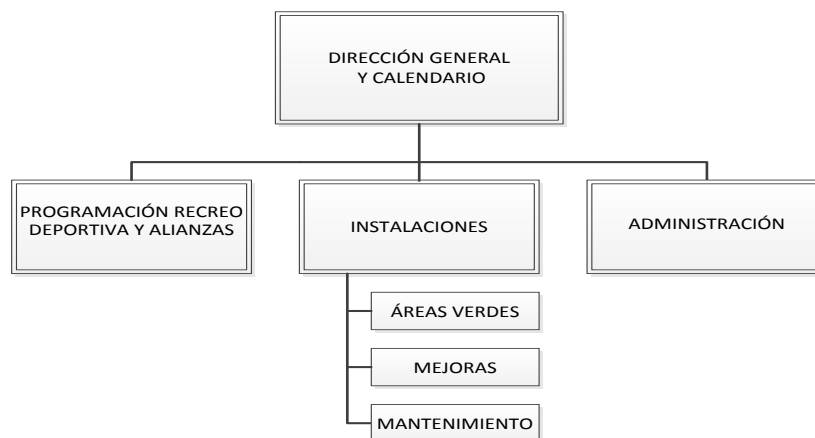 DIRECCIÓN GENERAL
Y CALENDARIO
PROGRAMACIÓN RECREO
DEPORTIVA Y ALIANZAS
INSTALACIONES
ADMINISTRACIÓN
ÁREAS VERDES
MEJORAS
MANTENIMIENTO